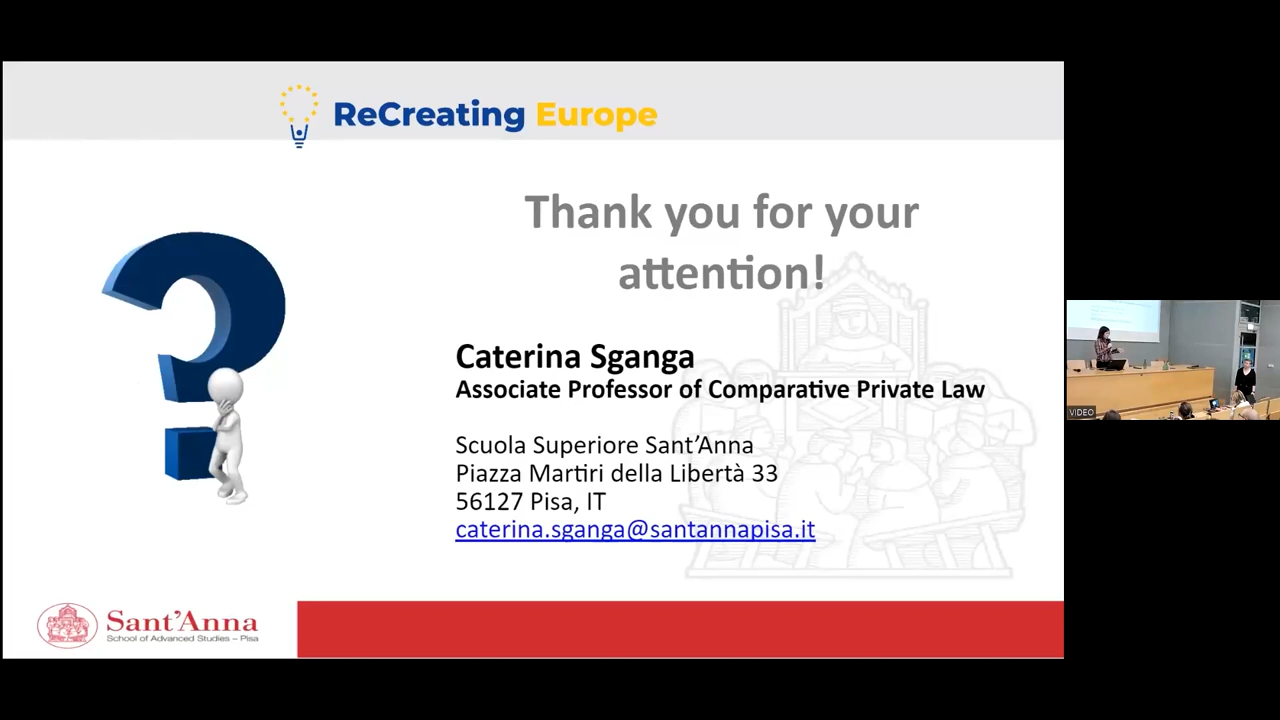 ReCreating Europe
Thank you for your
attention!
Caterina Sganga
Associate Professor of Comparative Private Law
Scuola Superiore Sant’Anna
Piazza Martiri della Libertà 33
56127 Pisa, IT
caterina.sganga@santannapisa.it
Sant’Anna
School of Advanced Studies – Pisa
VIDEO